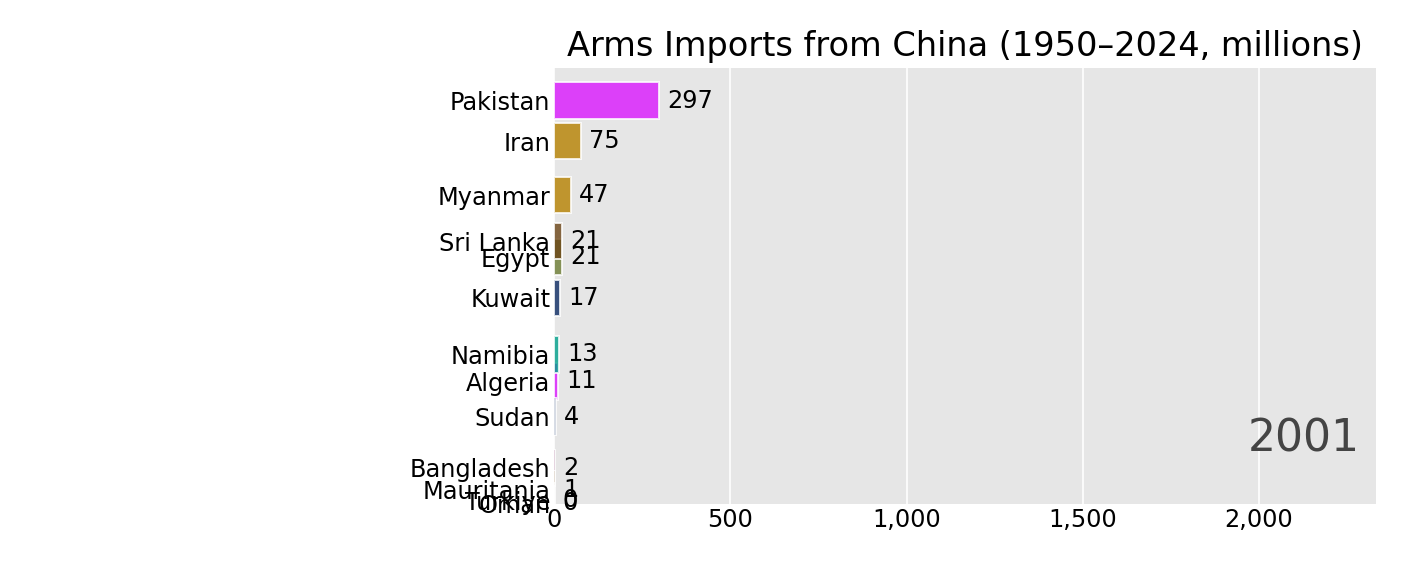 Arms Imports from China (1950–2024, millions)
Pakistan 297
Iran 75
Myanmar 47
Sri Lanka 21
Egypt 21
Kuwait 17
Namibia 13
Algeria 11
Sudan 4
2001
Bangladesh 2
Mauritania 1
Türkiye 0
Oman 0
0 500 1,000 1,500 2,000